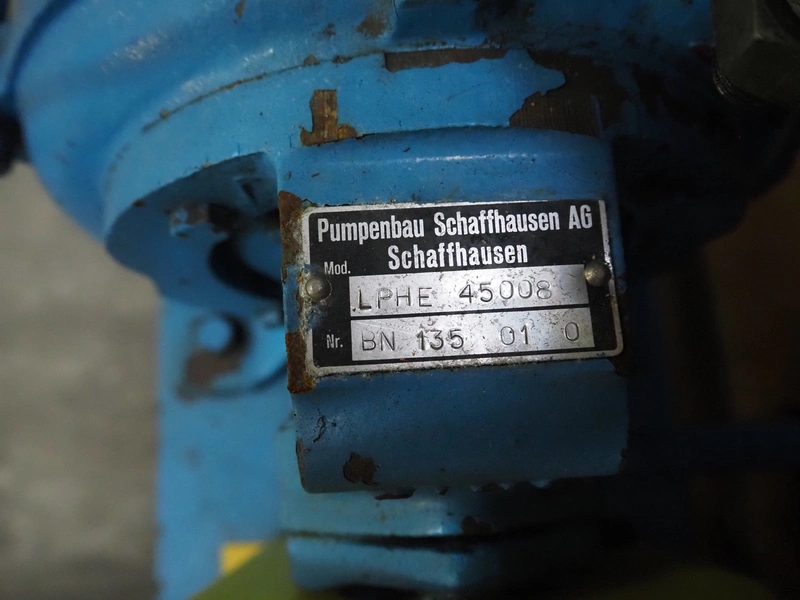 Pumpenbau Schaffhausen AG
Schaffhausen
Mod. LPHE 45008
Nr. BN 135 01 0